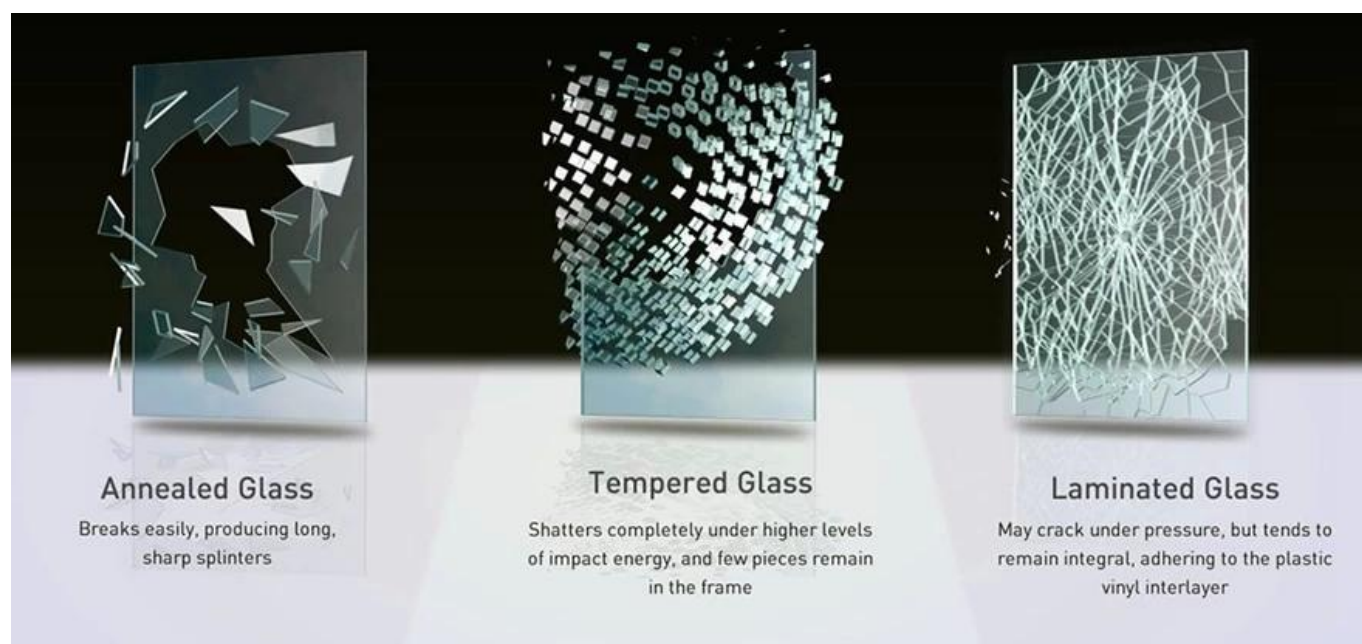 Annealed Glass
Breaks easily, producing long,
sharp splinters
Tempered Glass
Shatters completely under higher levels
of impact energy, and few pieces remain
in the frame
Laminated Glass
May crack under pressure, but tends to
remain integral, adhering to the plastic
vinyl interlayer